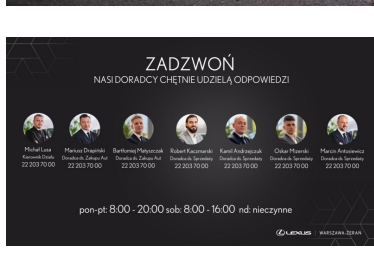 ZADZWOŃ
NASI DORADCY CHĘTNIE UDZIELĄ ODPOWIEDZI
Michał Lusa
Kierownik Działu
22 203 70 00
Mariusz Drapiński
Doradca ds. Zakupu Aut
22 203 70 00
Bartłomiej Matyszczak
Doradca ds. Zakupu Aut
22 203 70 00
Robert Kaczmarski
Doradca ds. Sprzedaży
22 203 70 00
Kamil Andrzejczuk
Doradca ds. Sprzedaży
22 203 70 00
Oskar Mizerski
Doradca ds. Sprzedaży
22 203 70 00
Marcin Antosiewicz
Doradca ds. Sprzedaży
22 203 70 00
pon-pt: 8:00 - 20:00 sob: 8:00 - 16:00 nd: nieczynne
LEXUS | WARSZAWA-ŻERAŃ